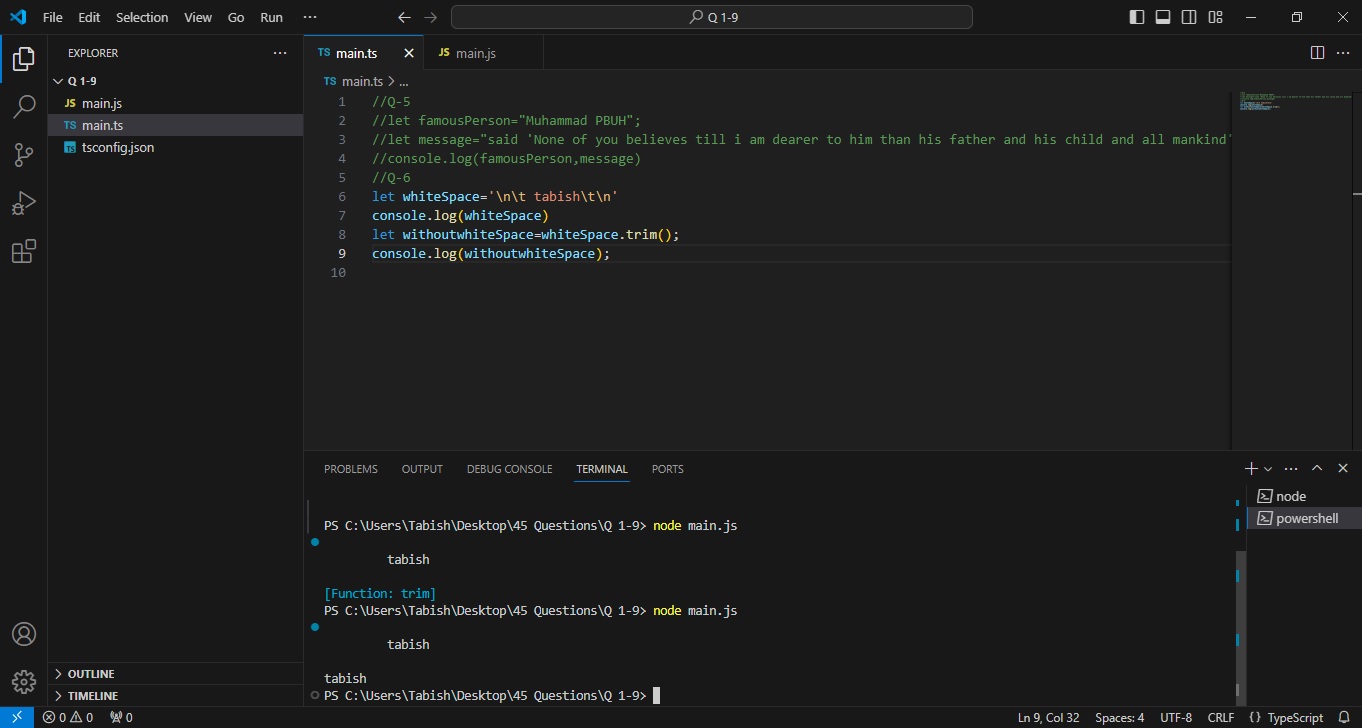 File Edit Selection View Go Run ···
Q 1-9
EXPLORER
Q 1-9
JS main.js
TS main.ts
TS tsconfig.json
OUTLINE
TIMELINE
TS main.ts
JS main.js
TS main.ts > ...
1 //Q-5
2 //let famousPerson="Muhammad PBUH";
3 //let message="said 'None of you believes till i am dearer to him than his father and his child and all mankind'
4 //console.log(famousPerson,message)
5 //Q-6
6 let whiteSpace='\n\t tabish\t\n'
7 console.log(whiteSpace)
8 let withoutwhiteSpace=whiteSpace.trim();
9 console.log(withoutwhiteSpace);
10
PROBLEMS OUTPUT DEBUG CONSOLE TERMINAL PORTS
node
powershell
PS C:\Users\Tabish\Desktop\45 Questions\Q 1-9> node main.js
tabish
[Function: trim]
PS C:\Users\Tabish\Desktop\45 Questions\Q 1-9> node main.js
tabish
tabish
PS C:\Users\Tabish\Desktop\45 Questions\Q 1-9>
0 0 0 Ln 9, Col 32 Spaces: 4 UTF-8 CRLF {} TypeScript